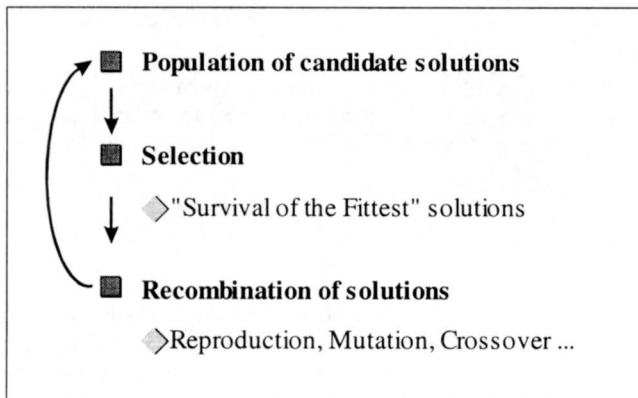 Population of candidate solutions
Selection
"Survival of the Fittest" solutions
Recombination of solutions
Reproduction, Mutation, Crossover ...